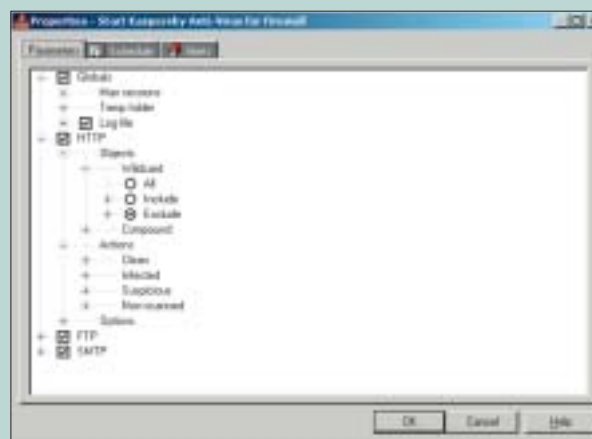 Properties - Start Kaspersky Anti-Virus for Firewall
Parameters Schedule Alerts
Globals
Max sessions
Temp folder
Log file
HTTP
Objects
Wildcard
All
Include
Exclude
Compound
Actions
Clean
Infected
Suspicious
Non-scanned
Options
FTP
SMTP
OK Cancel Help